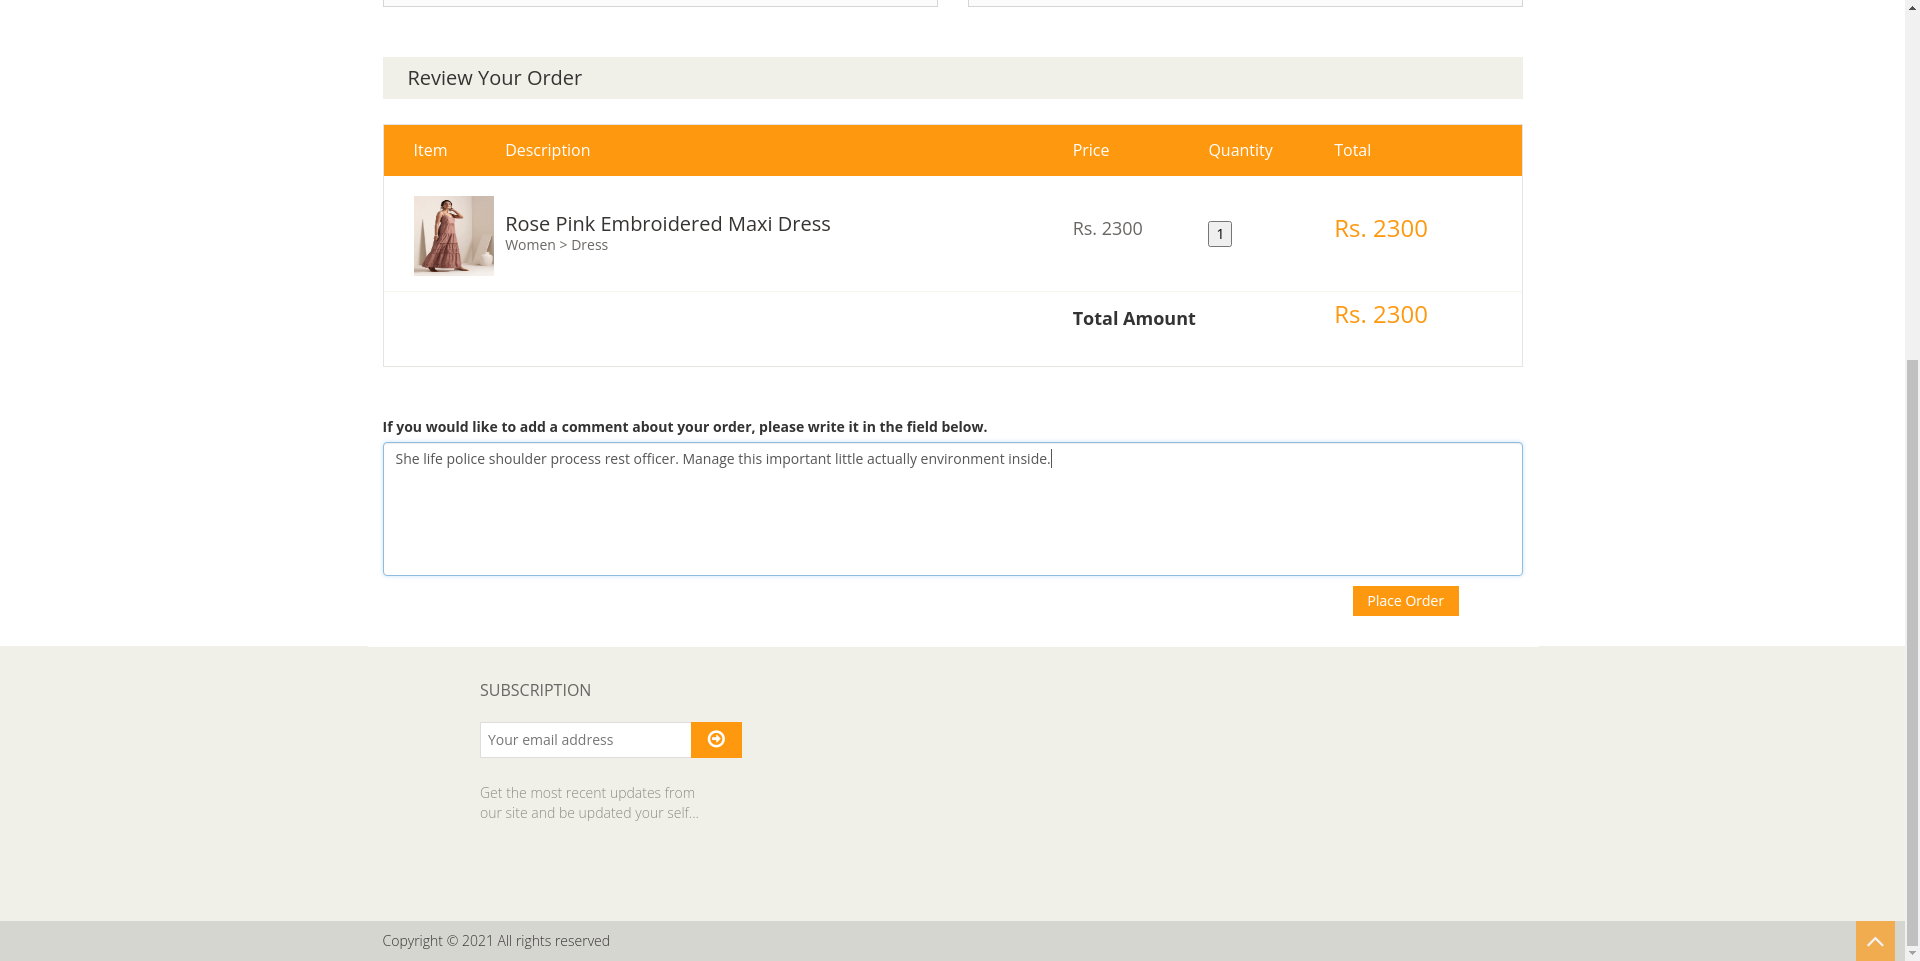 Review Your Order
Item Description Price Quantity Total
Rose Pink Embroidered Maxi Dress
Women > Dress
Rs. 2300
1
Rs. 2300
Total Amount Rs. 2300
If you would like to add a comment about your order, please write it in the field below.
She life police shoulder process rest officer. Manage this important little actually environment inside.
Place Order
SUBSCRIPTION
Your email address
Get the most recent updates from
our site and be updated your self...
Copyright © 2021 All rights reserved